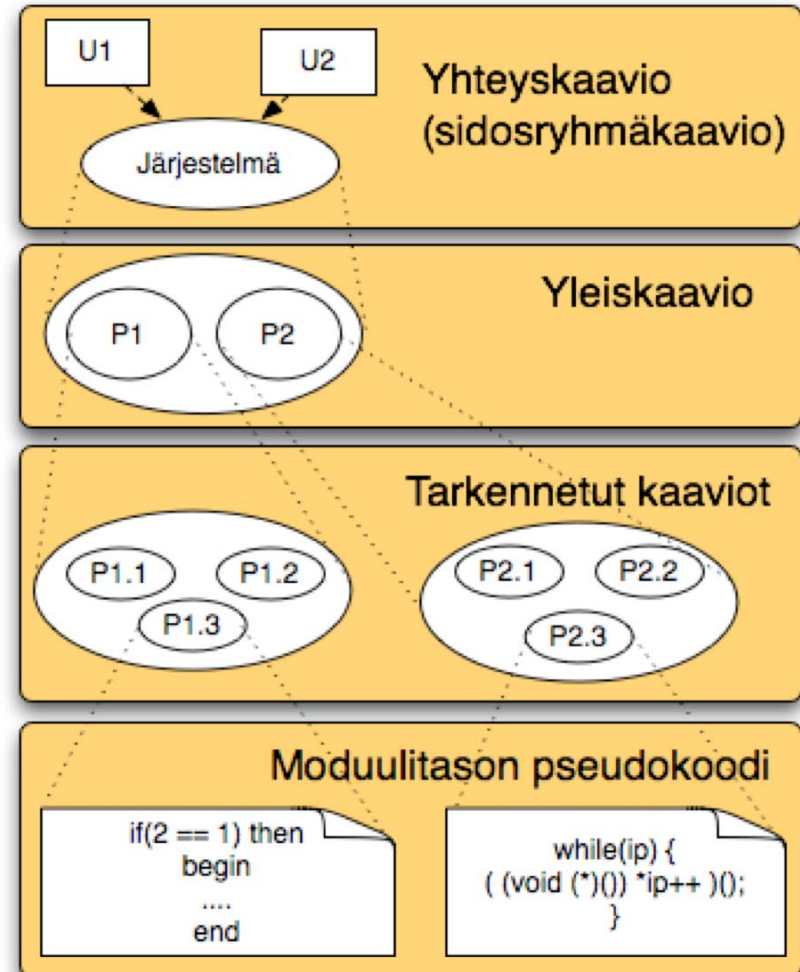 U1
U2
Yhteyskaavio
(sidosryhmäkaavio)
Järjestelmä
Yleiskaavio
P1
P2
Tarkennetut kaaviot
P1.1
P1.2
P1.3
P2.1
P2.2
P2.3
Moduulitason pseudokoodi
if(2 == 1) then
begin
....
end
while(ip) {
( (void (*)()) *ip++ )();
}